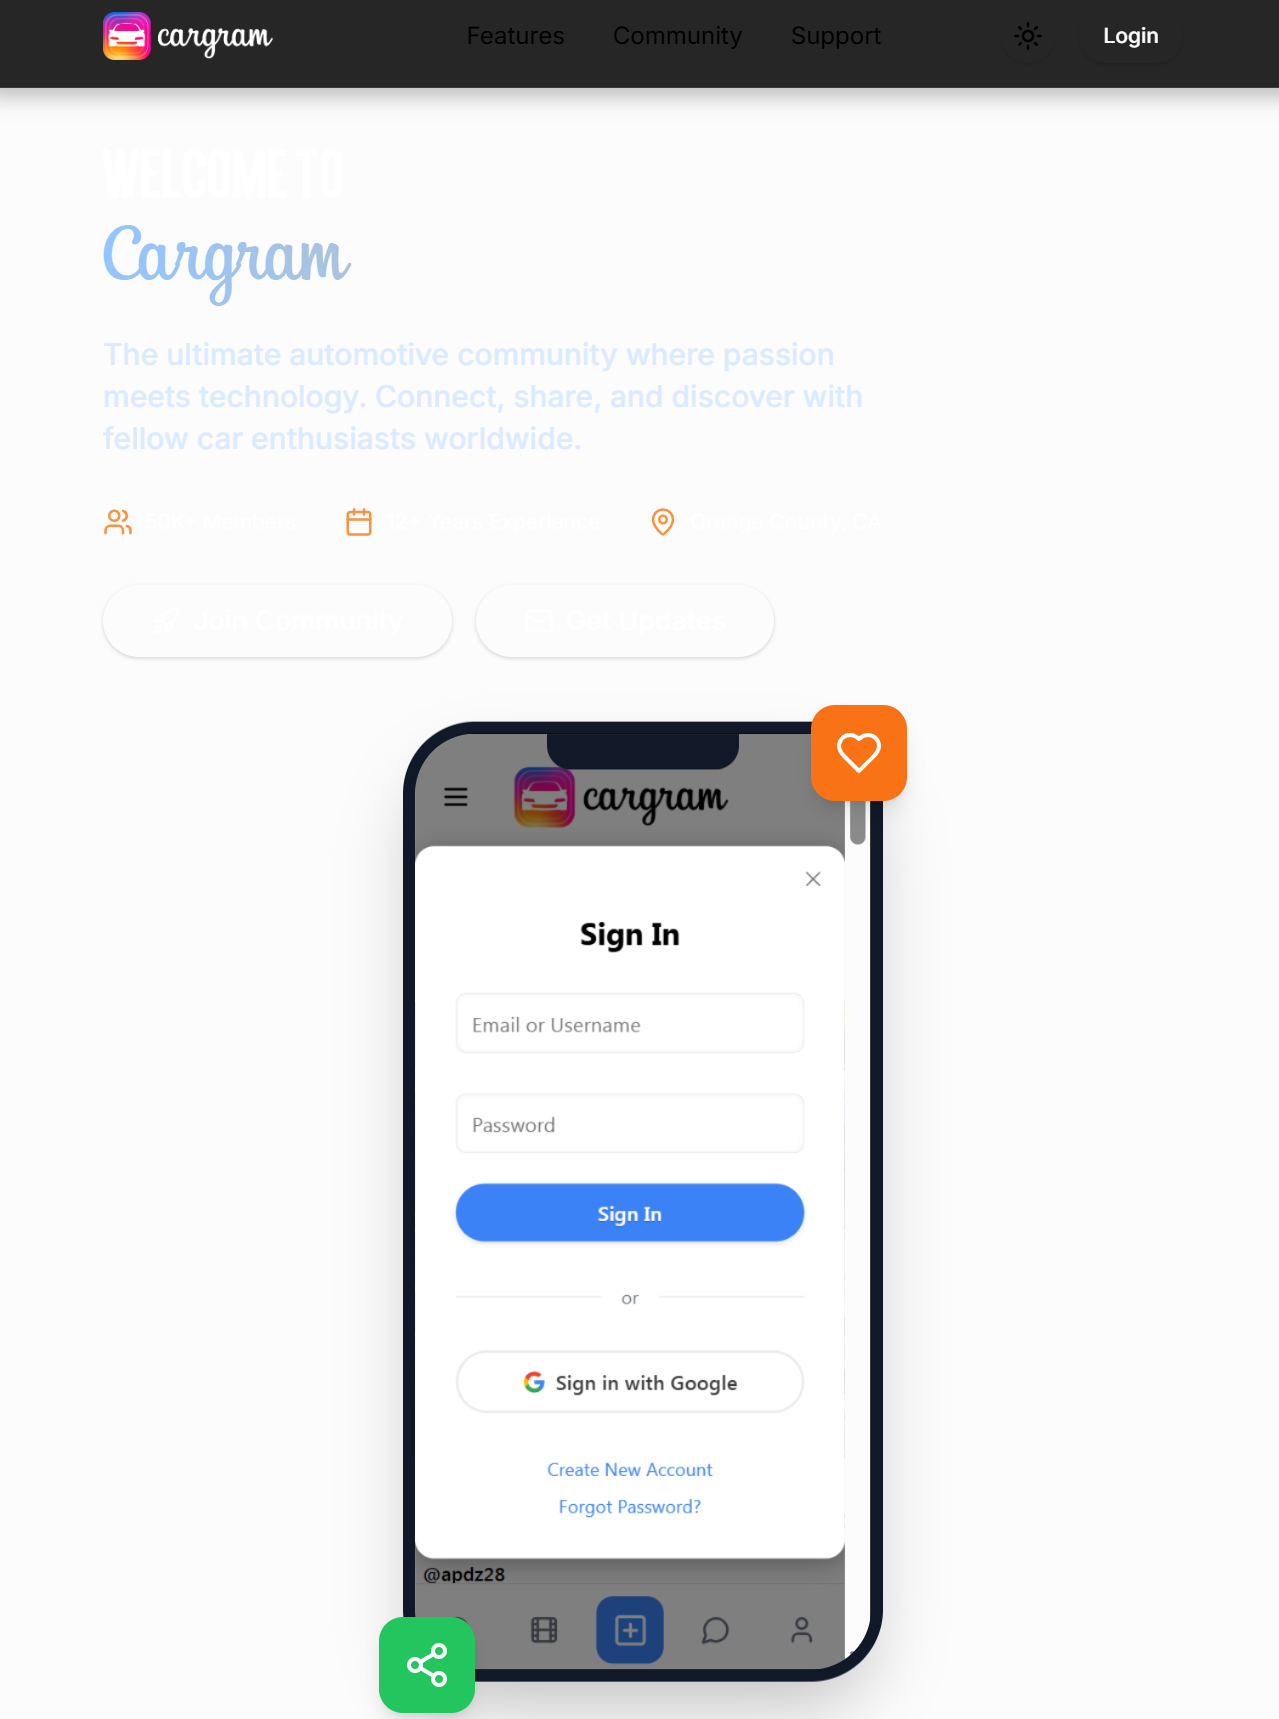 cargram
Features
Community
Support
Login
WELCOME TO
Cargram
The ultimate automotive community where passion
meets technology. Connect, share, and discover with
fellow car enthusiasts worldwide.
50K+ Members
12+ Years Experience
Orange County, CA
Join Community
Get Updates
cargram
Sign In
Email or Username
Password
Sign In
or
Sign in with Google
Create New Account
Forgot Password?
@apdz28